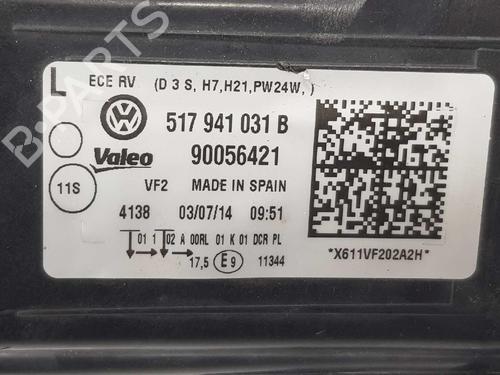 B-PARTS
L ECE RV (D 3 S, H7,H21,PW24W, )
517 941 031 B
Valeo 90056421
11S VF2 MADE IN SPAIN
4138 03/07/14 09:51
01 1 02 A 00RL 01 K 01 DCR PL
17,5 E9 11344
*X611VF202A2H*